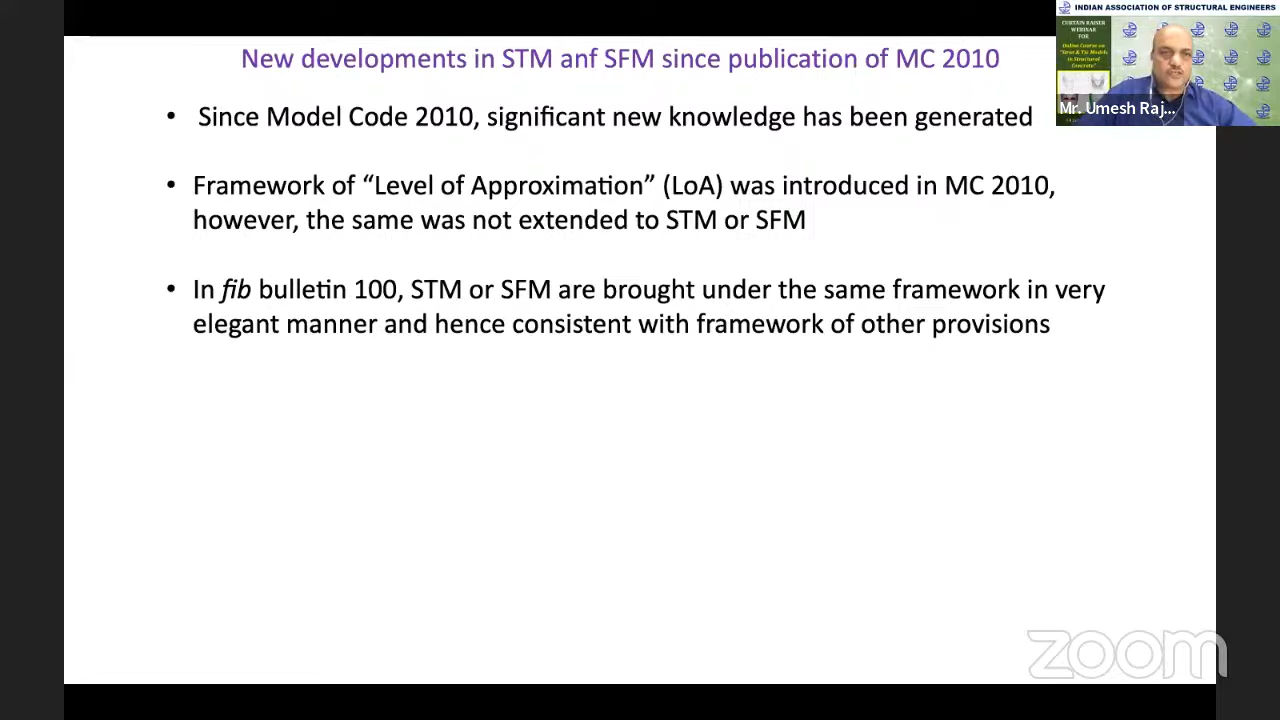 INDIAN ASSOCIATION OF STRUCTURAL ENGINEERS
CURTAIN RAISER
WEBINAR
FOR
Online Course on
"Strut & Tie Models
in Structural
Concrete"
Mr. Umesh Raj...
New developments in STM anf SFM since publication of MC 2010
• Since Model Code 2010, significant new knowledge has been generated
• Framework of “Level of Approximation” (LoA) was introduced in MC 2010,
however, the same was not extended to STM or SFM
• In fib bulletin 100, STM or SFM are brought under the same framework in very
elegant manner and hence consistent with framework of other provisions
zoom